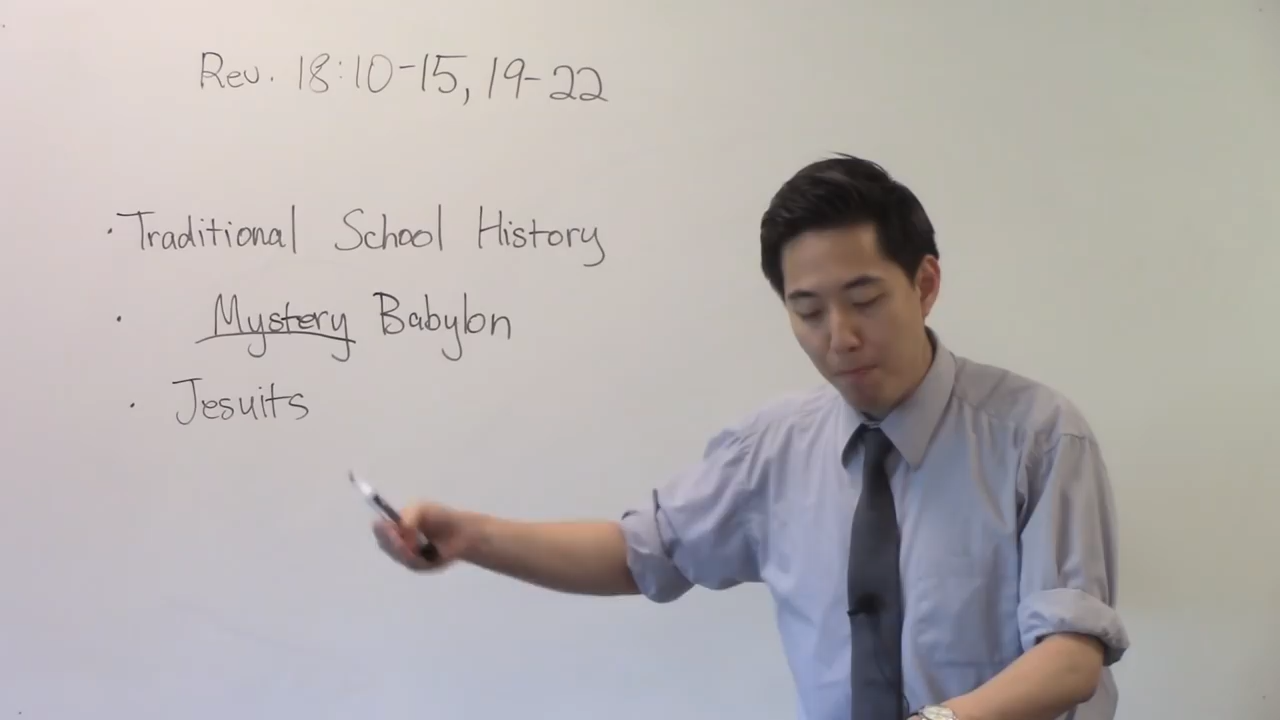 Rev. 18:10-15, 19-22
· Traditional School History
· Mystery Babylon
· Jesuits